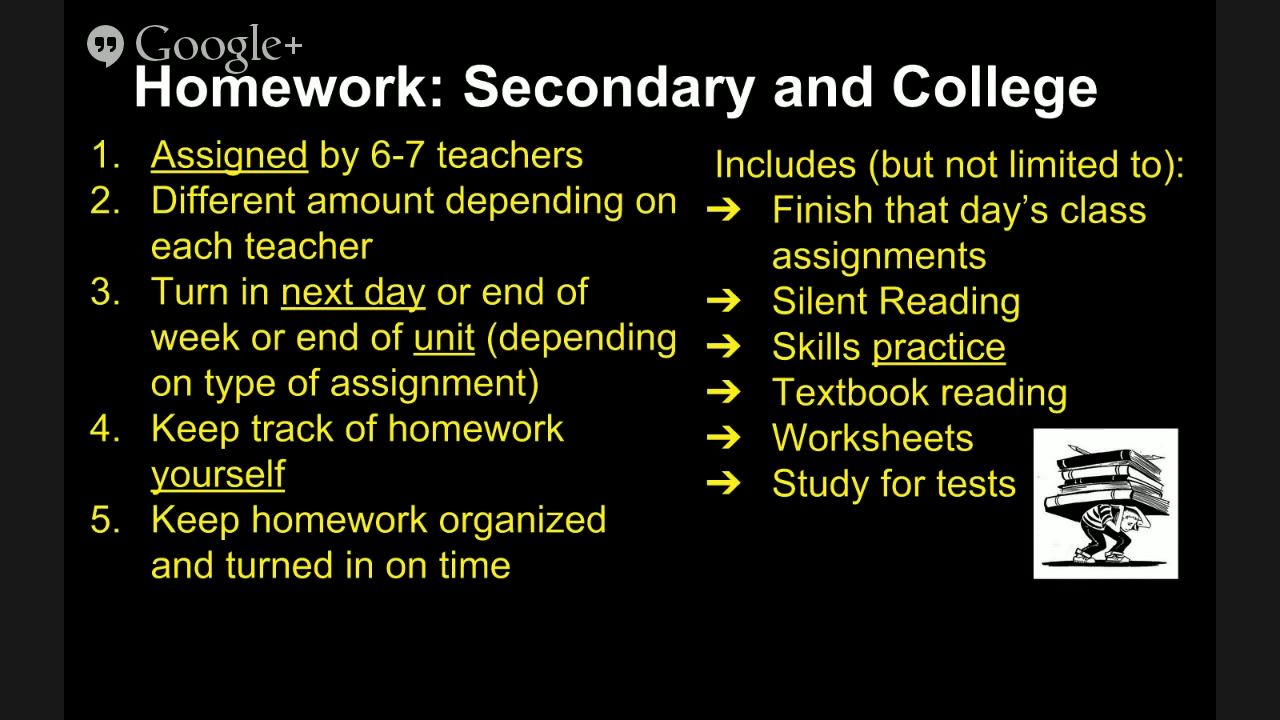 Google+
Homework: Secondary and College
1. Assigned by 6-7 teachers
2. Different amount depending on
each teacher
3. Turn in next day or end of
week or end of unit (depending
on type of assignment)
4. Keep track of homework
yourself
5. Keep homework organized
and turned in on time
Includes (but not limited to):
➔ Finish that day’s class
assignments
➔ Silent Reading
➔ Skills practice
➔ Textbook reading
➔ Worksheets
➔ Study for tests